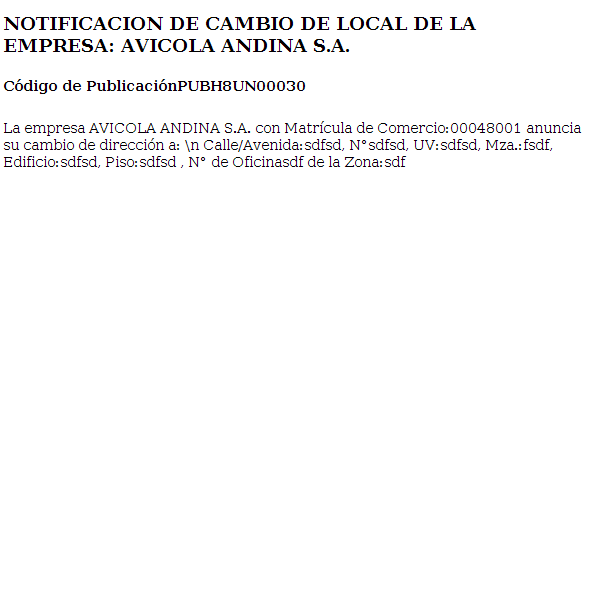 NOTIFICACION DE CAMBIO DE LOCAL DE LA
EMPRESA: AVICOLA ANDINA S.A.
Código de PublicaciónPUBH8UN00030
La empresa AVICOLA ANDINA S.A. con Matrícula de Comercio:00048001 anuncia
su cambio de dirección a: \n Calle/Avenida:sdfsd, N°sdfsd, UV:sdfsd, Mza.:fsdf,
Edificio:sdfsd, Piso:sdfsd , N° de Oficinasdf de la Zona:sdf